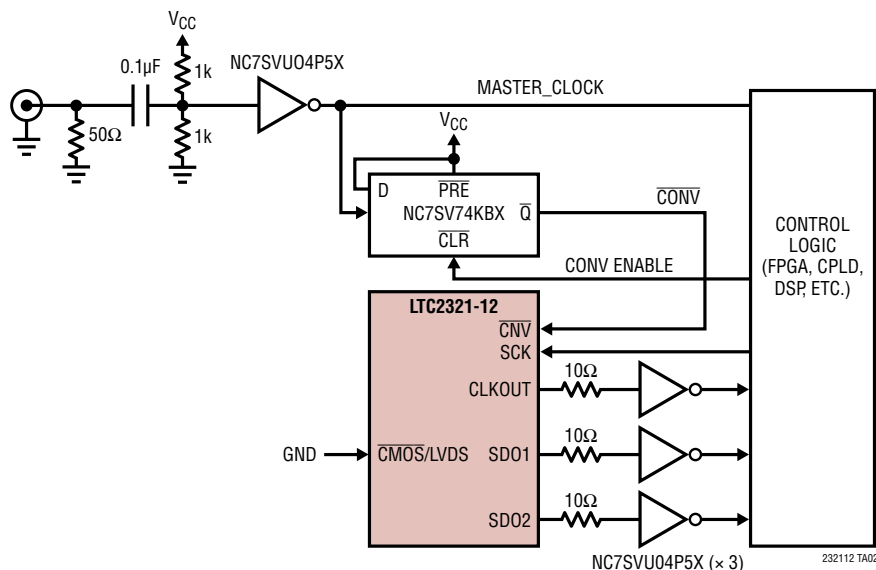 VCC
0.1µF
1k
NC7SVUO4P5X
MASTER_CLOCK
50Ω
1k
VCC
D
PRE
NC7SV74KBX
Q
CLR
CONV
CONV ENABLE
CONTROL
LOGIC
(FPGA, CPLD,
DSP, ETC.)
LTC2321-12
CNV
SCK
10Ω
CLKOUT
10Ω
GND
CMOS/LVDS
SDO1
10Ω
SDO2
NC7SVU04P5X (× 3)
232112 TA02